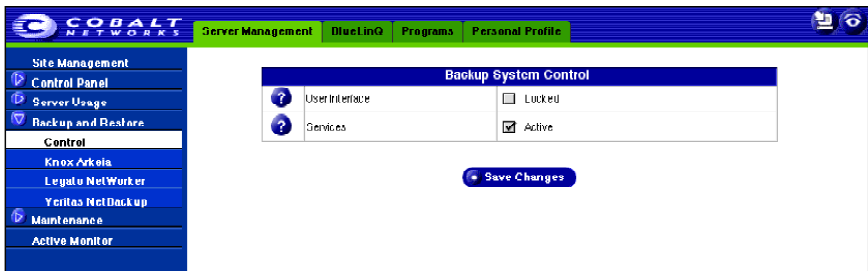 COBALT
NETWORKS
Server Management
BlueLinQ
Programs
Personal Profile
Site Management
Control Panel
Server Usage
Backup and Restore
Control
Knox Arkeia
Legato NetWorker
Veritas NetBackup
Maintenance
Active Monitor
Backup System Control
User Interface
Locked
Services
Active
Save Changes